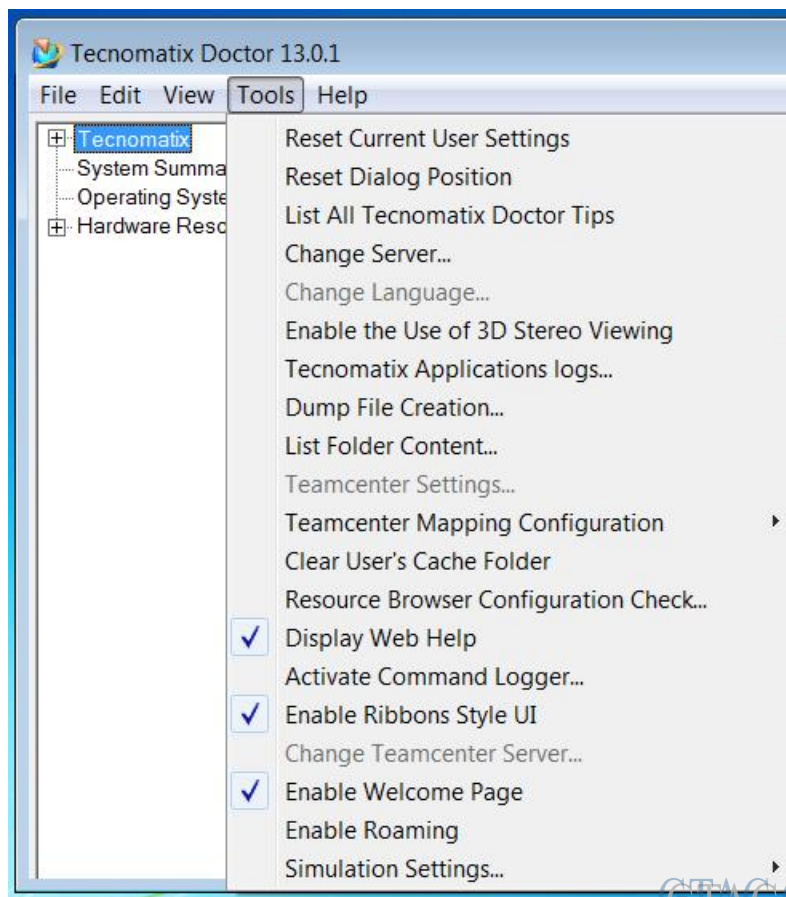 Tecnomatix Doctor 13.0.1
File Edit View Tools Help
Tecnomatix
System Summa
Operating Syste
Hardware Reso
Reset Current User Settings
Reset Dialog Position
List All Tecnomatix Doctor Tips
Change Server...
Change Language...
Enable the Use of 3D Stereo Viewing
Tecnomatix Applications logs...
Dump File Creation...
List Folder Content...
Teamcenter Settings...
Teamcenter Mapping Configuration
Clear User's Cache Folder
Resource Browser Configuration Check...
Display Web Help
Activate Command Logger...
Enable Ribbons Style UI
Change Teamcenter Server...
Enable Welcome Page
Enable Roaming
Simulation Settings...